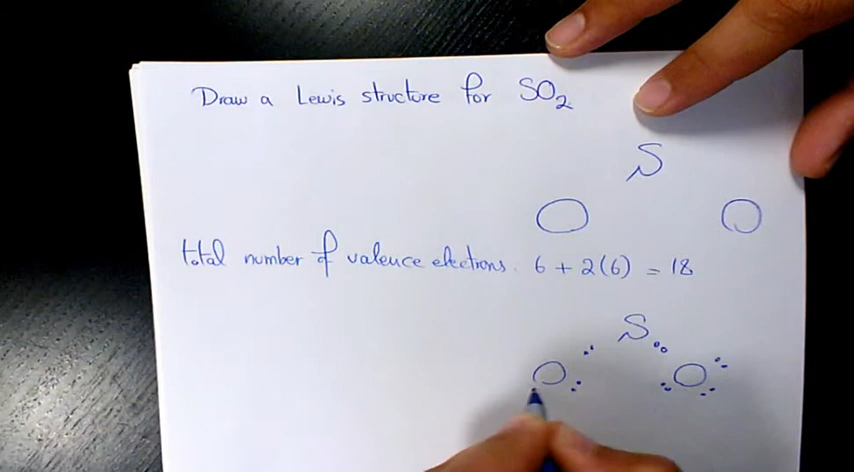 Draw a Lewis structure for SO₂
S
O O
total number of valence electrons. 6 + 2(6) = 18
S
O O